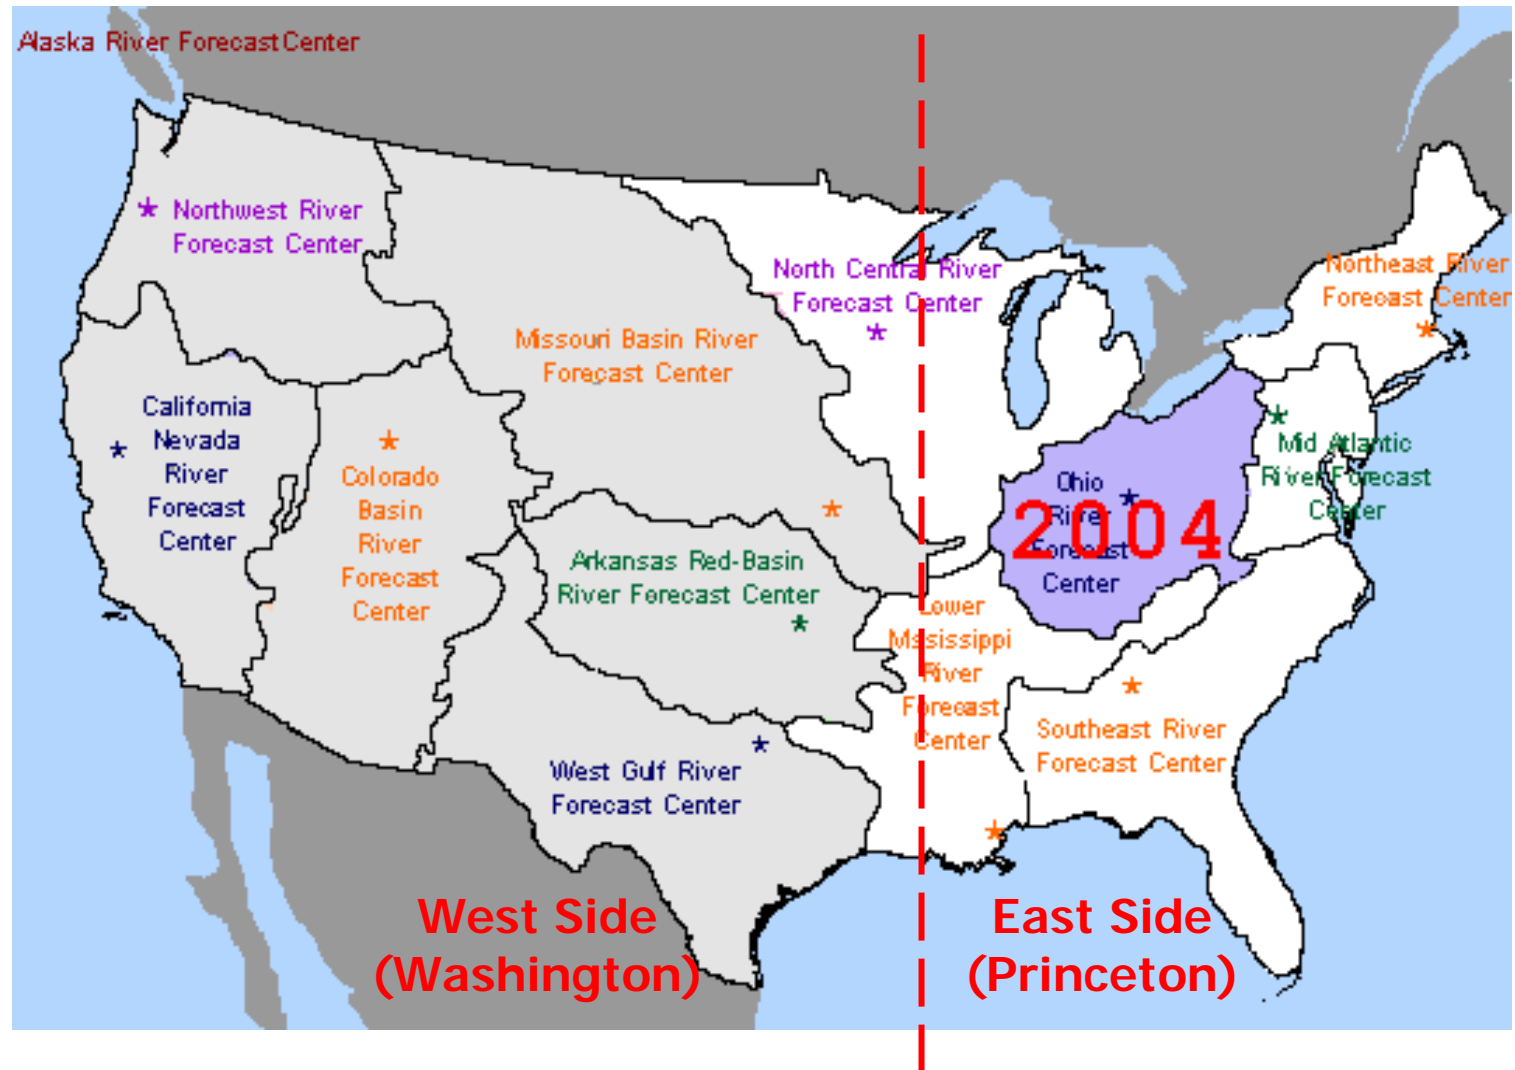 Alaska River Forecast Center
Northwest River
Forecast Center
North Central River
Forecast Center
Northeast River
Forecast Center
Missouri Basin River
Forecast Center
California
Nevada
River
Forecast
Center
Colorado
Basin
River
Forecast
Center
Ohio
River
Forecast
Center
2004
Mid Atlantic
River Forecast
Center
Arkansas Red-Basin
River Forecast Center
Lower
Mississippi
River
Forecast
Center
Southeast River
Forecast Center
West Gulf River
Forecast Center
West Side
(Washington)
East Side
(Princeton)